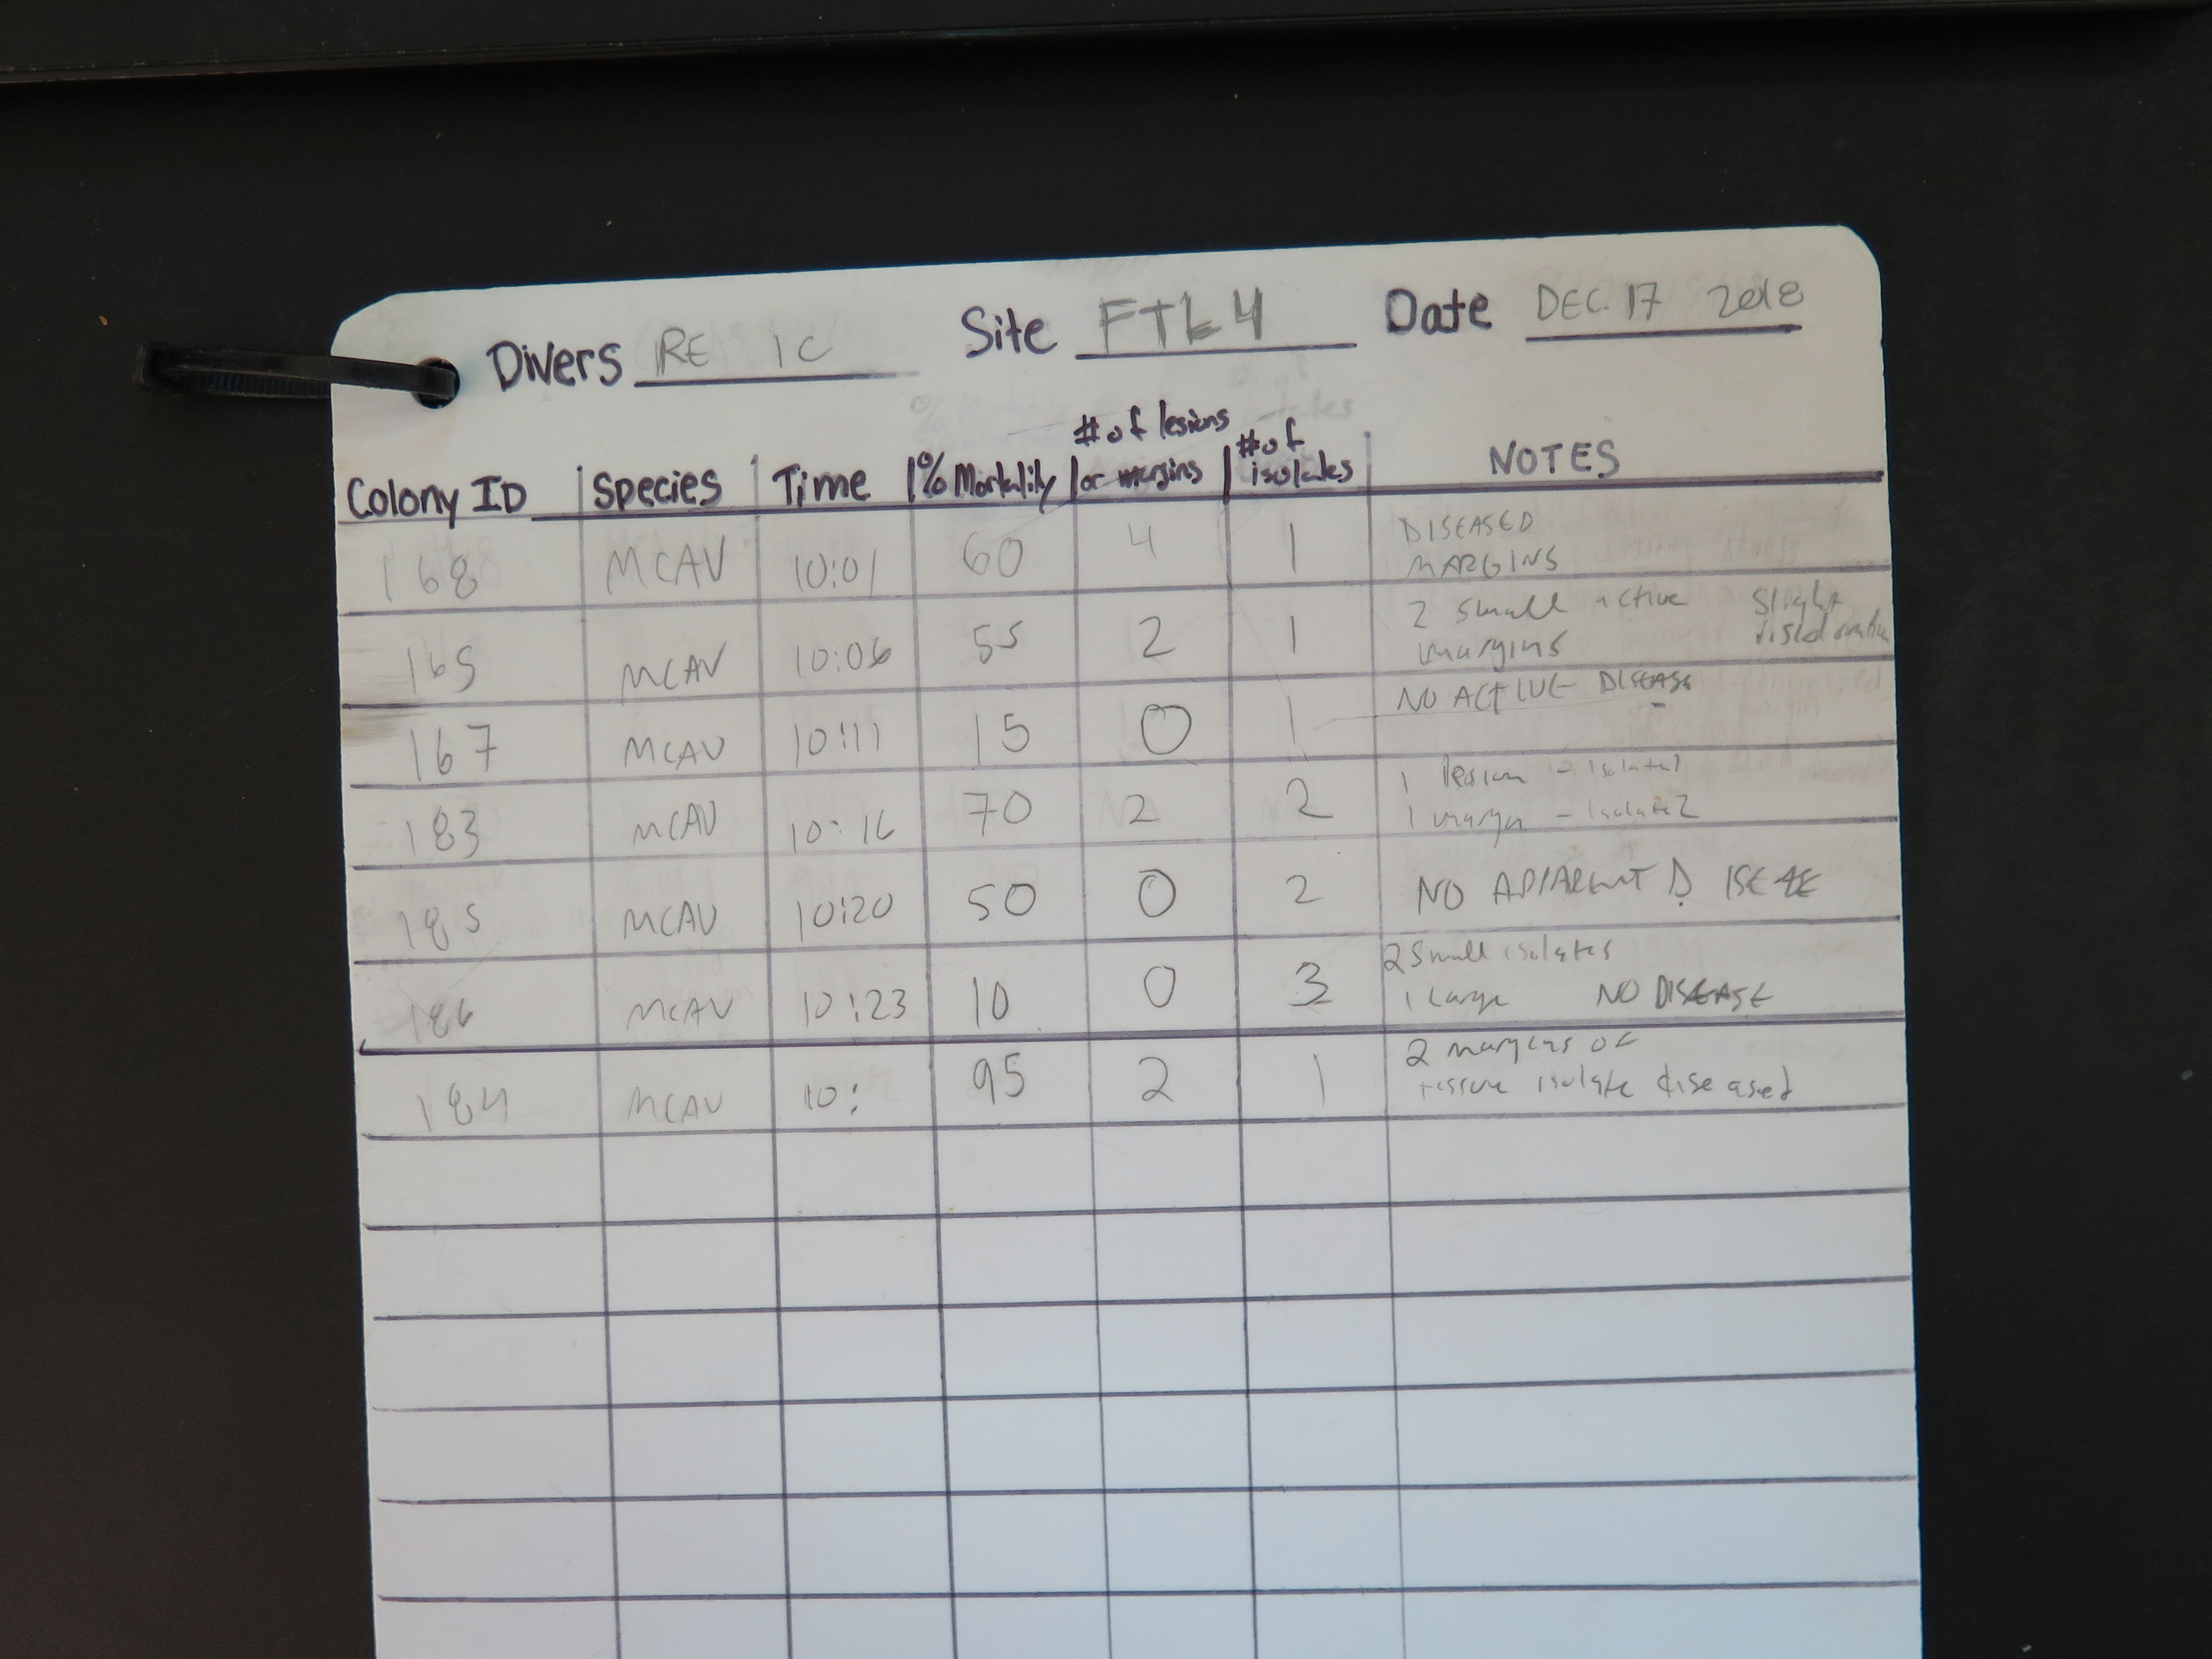 Divers RE IC Site FTL4 Date DEC. 17 2018
Colony ID Species Time % Mortality # of lesions or margins # of isolates NOTES
168 MCAV 10:01 60 4 1 DISEASED
MARGINS
165 MCAV 10:06 55 2 1 2 small active slight
margins
167 MCAV 10:11 15 0 1 NO ACTIVE DISEASE
183 MCAV 10:16 70 2 2 1 lesion - isolate 1
1 margin - isolate 2
185 MCAV 10:20 50 0 2 NO APPARENT DISEASE
186 MCAV 10:23 10 0 3 2 small isolates
1 large NO DISEASE
184 MCAV 10: 95 2 1 2 margins of
tissue isolate diseased